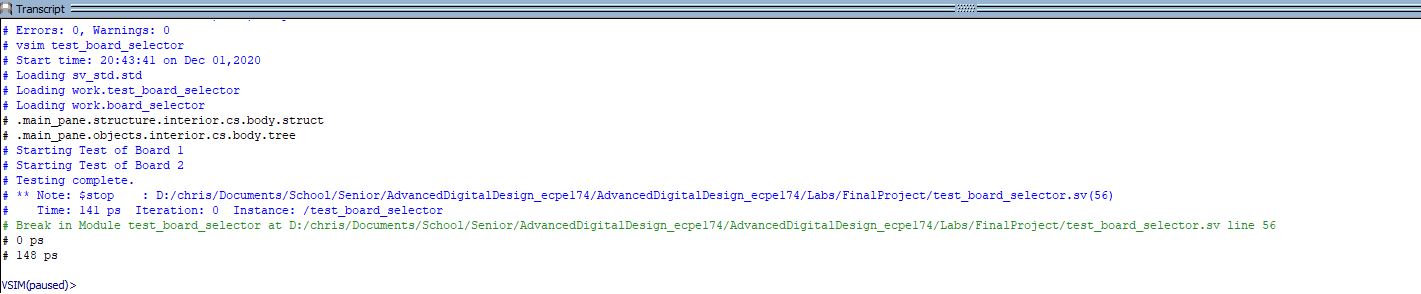 Transcript
# Errors: 0, Warnings: 0
# vsim test_board_selector
# Start time: 20:43:41 on Dec 01,2020
# Loading sv_std.std
# Loading work.test_board_selector
# Loading work.board_selector
# .main_pane.structure.interior.cs.body.struct
# .main_pane.objects.interior.cs.body.tree
# Starting Test of Board 1
# Starting Test of Board 2
# Testing complete.
# ** Note: $stop    : D:/chris/Documents/School/Senior/AdvancedDigitalDesign_ecpe174/AdvancedDigitalDesign_ecpe174/Labs/FinalProject/test_board_selector.sv(56)
#    Time: 141 ps  Iteration: 0  Instance: /test_board_selector
# Break in Module test_board_selector at D:/chris/Documents/School/Senior/AdvancedDigitalDesign_ecpe174/AdvancedDigitalDesign_ecpe174/Labs/FinalProject/test_board_selector.sv line 56
# 0 ps
# 148 ps
VSIM(paused)>